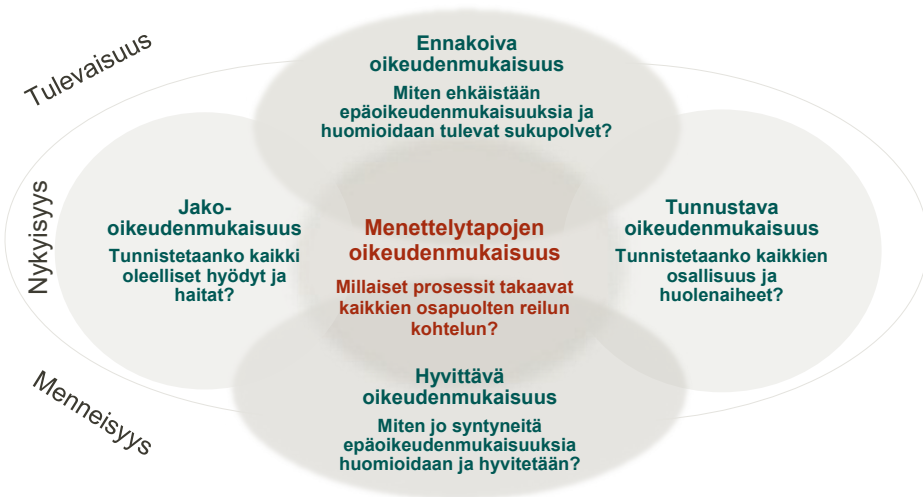 Tulevaisuus
Ennakoiva
oikeudenmukaisuus
Miten ehkäistään
epäoikeudenmukaisuuksia ja
huomioidaan tulevat sukupolvet?
Nykyisyys
Jako-
oikeudenmukaisuus
Tunnistetaanko kaikki
oleelliset hyödyt ja
haitat?
Menettelytapojen
oikeudenmukaisuus
Millaiset prosessit takaavat
kaikkien osapuolten reilun
kohtelun?
Tunnustava
oikeudenmukaisuus
Tunnistetaanko kaikkien
osallisuus ja
huolenaiheet?
Menneisyys
Hyvittävä
oikeudenmukaisuus
Miten jo syntyneitä
epäoikeudenmukaisuuksia
huomioidaan ja hyvitetään?